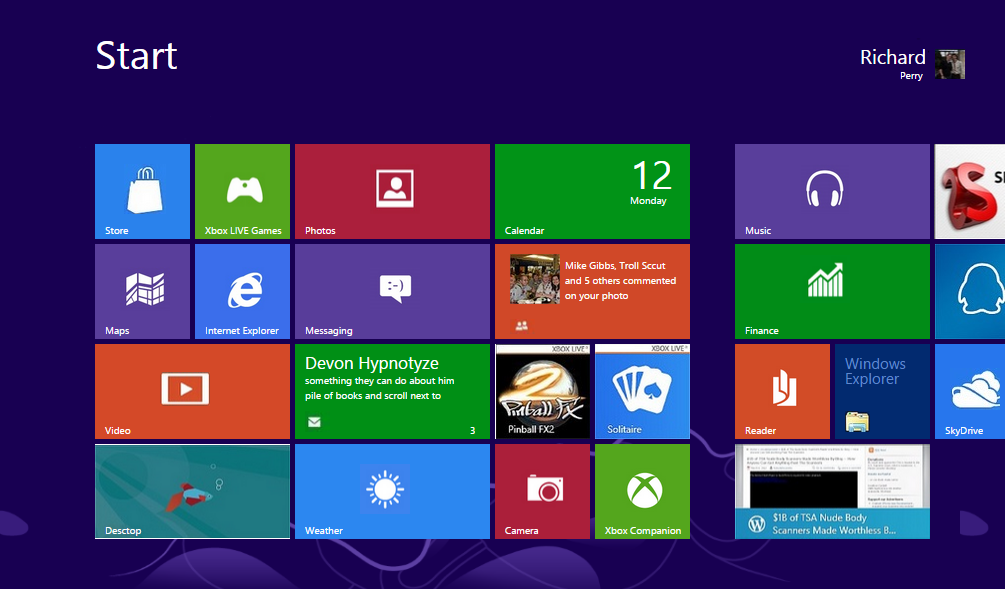 Start
Richard
Perry
Store
Xbox LIVE Games
Photos
12
Monday
Calendar
Music
Maps
Internet Explorer
Messaging
Mike Gibbs, Troll Sccut
and 5 others commented
on your photo
Finance
Video
Devon Hypnotyze
something they can do about him
pile of books and scroll next to
3
XBOX LIVE
2
Pinball FX
Pinball FX2
XBOX LIVE
Solitaire
Reader
Windows
Explorer
SkyDrive
Desctop
Weather
Camera
Xbox Companion
$1B of TSA Nude Body
Scanners Made Worthless B...